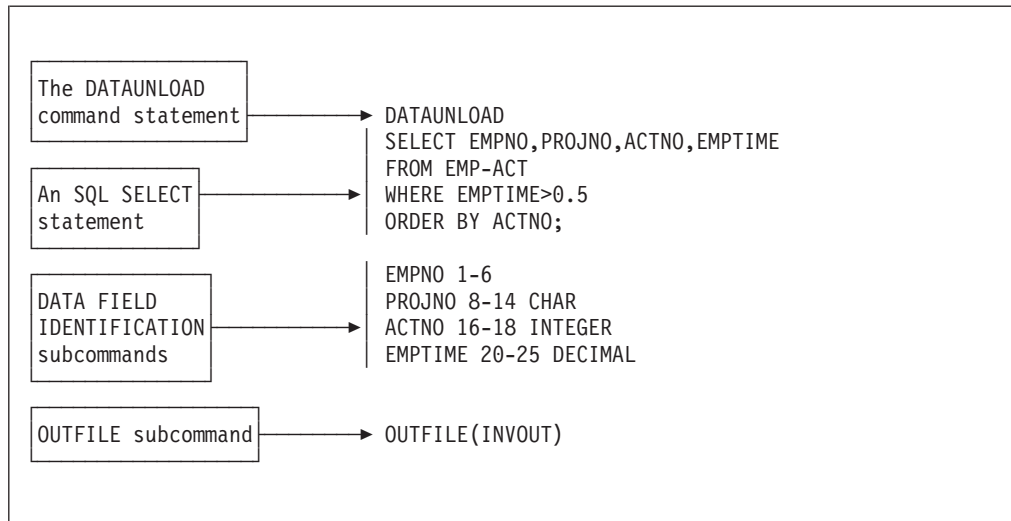 The DATAUNLOAD
command statement
DATAUNLOAD
SELECT EMPNO,PROJNO,ACTNO,EMPTIME
FROM EMP-ACT
WHERE EMPTIME>0.5
ORDER BY ACTNO;
An SQL SELECT
statement
EMPNO 1-6
PROJNO 8-14 CHAR
ACTNO 16-18 INTEGER
EMPTIME 20-25 DECIMAL
DATA FIELD
IDENTIFICATION
subcommands
OUTFILE subcommand
OUTFILE(INVOUT)